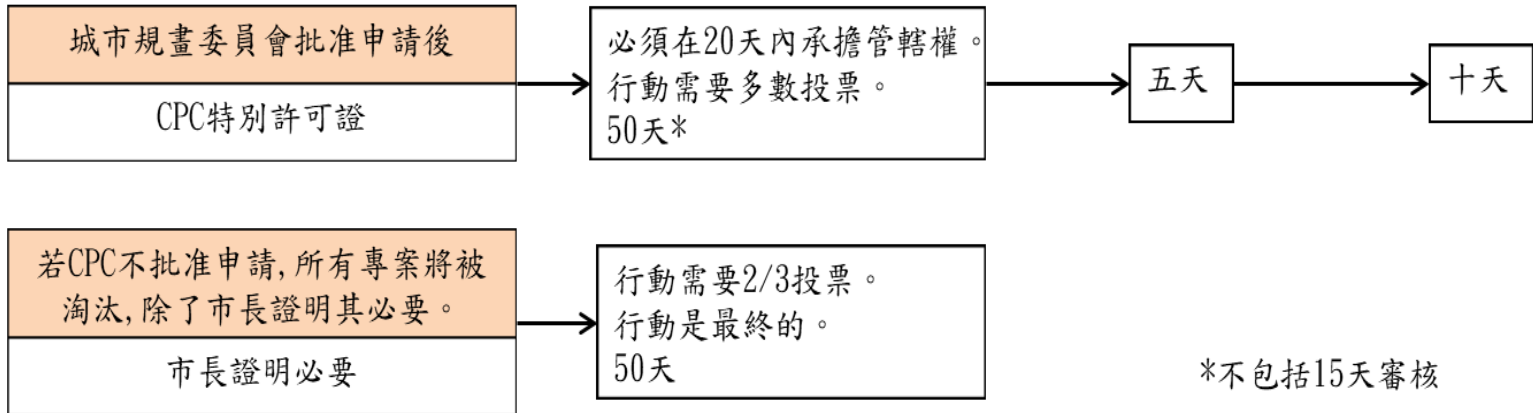 城市規畫委員會批准申請後
CPC特別許可證
必須在20天內承擔管轄權。
行動需要多數投票。
50天*
五天
十天
若CPC不批准申請,所有專案將被
淘汰,除了市長證明其必要。
市長證明必要
行動需要2/3投票。
行動是最終的。
50天
*不包括15天審核